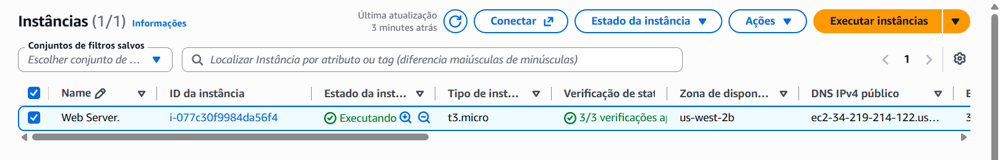 Instâncias (1/1) Informações
Última atualização
3 minutes atrás
Conectar
Estado da instância
Ações
Executar instâncias
Conjuntos de filtros salvos
Escolher conjunto de ...
Localizar Instância por atributo ou tag (diferencia maiúsculas de minúsculas)
1
Name ID da instância Estado da inst... Tipo de inst... Verificação de stat Zona de dispon... DNS IPv4 público E
Web Server. i-077c30f9984da56f4 Executando t3.micro 3/3 verificações a us-west-2b ec2-34-219-214-122.us... 3